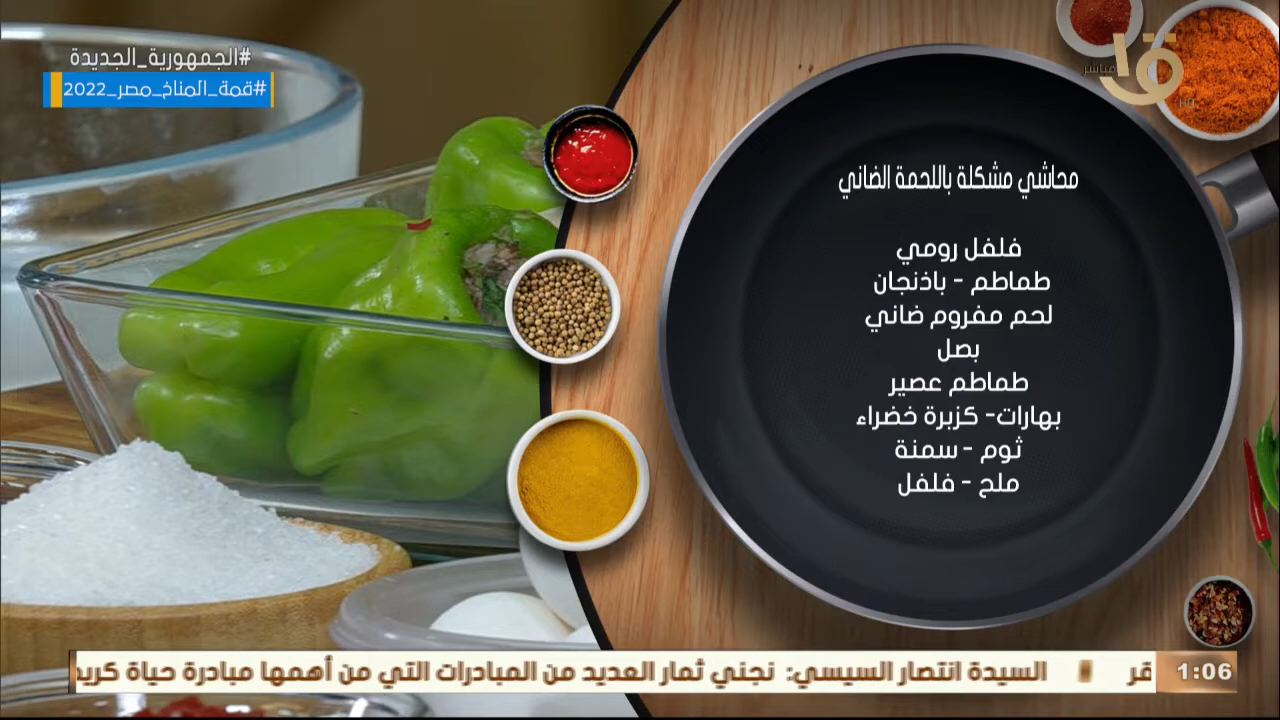 #الجمهورية_الجديدة
#قمة_المناخ_مصر_2022
مباشر
HD
محاشي مشكلة باللحمة الضاني
فلفل رومي
طماطم - باذنجان
لحم مفروم ضاني
بصل
طماطم عصير
بهارات- كزبرة خضراء
ثوم - سمنة
ملح - فلفل
السيدة انتصار السيسي: نجني ثمار العديد من المبادرات التي من أهمها مبادرة حياة
1:06